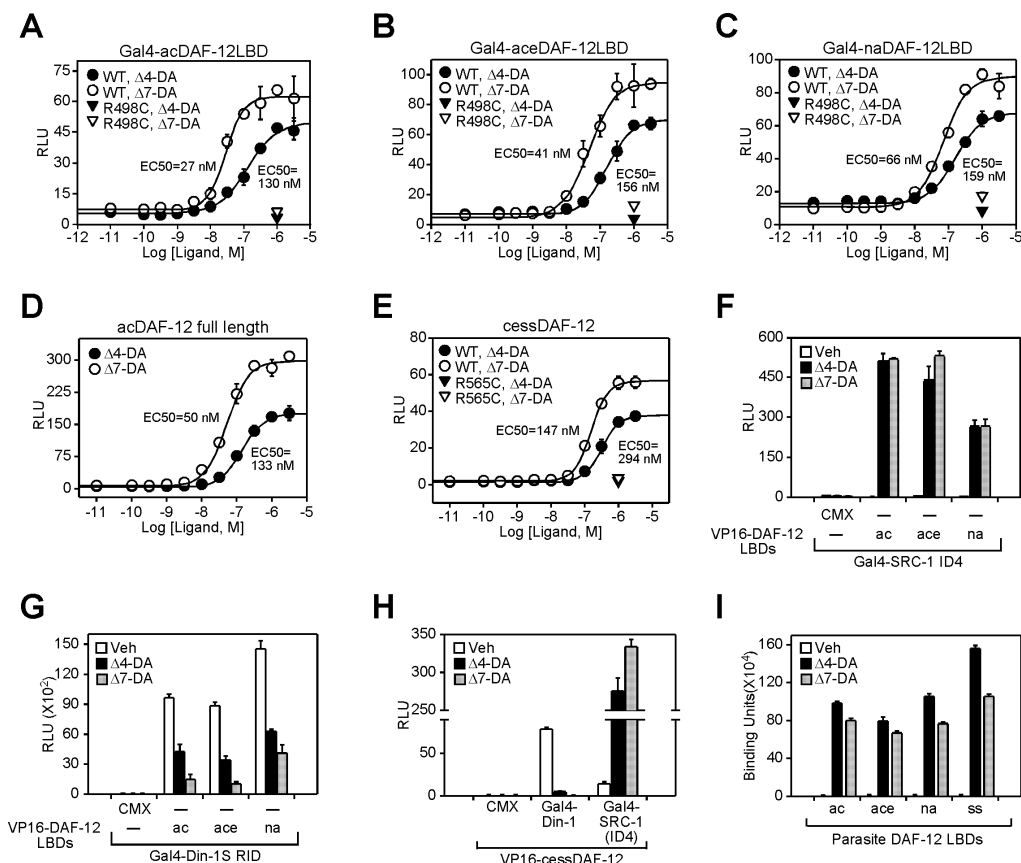 A
Gal4-acDAF-12LBD
WT, Δ4-DA
WT, Δ7-DA
R498C, Δ4-DA
R498C, Δ7-DA
75
60
45
30
15
0
RLU
EC50=27 nM
EC50=
130 nM
-12 -11 -10 -9 -8 -7 -6 -5
Log [Ligand, M]
B
Gal4-aceDAF-12LBD
WT, Δ4-DA
WT, Δ7-DA
R498C, Δ4-DA
R498C, Δ7-DA
100
80
60
40
20
0
RLU
EC50=41 nM
EC50=
156 nM
-12 -11 -10 -9 -8 -7 -6 -5
Log [Ligand, M]
C
Gal4-naDAF-12LBD
WT, Δ4-DA
WT, Δ7-DA
R498C, Δ4-DA
R498C, Δ7-DA
100
80
60
40
20
0
RLU
EC50=66 nM
EC50=
159 nM
-12 -11 -10 -9 -8 -7 -6 -5
Log [Ligand, M]
D
acDAF-12 full length
Δ4-DA
Δ7-DA
300
225
150
75
0
RLU
EC50=50 nM
EC50=
133 nM
-11 -10 -9 -8 -7 -6 -5
Log [Ligand, M]
E
cessDAF-12
WT, Δ4-DA
WT, Δ7-DA
R565C, Δ4-DA
R565C, Δ7-DA
80
60
40
20
0
RLU
EC50=147 nM
EC50=
294 nM
-12 -11 -10 -9 -8 -7 -6 -5
Log [Ligand, M]
F
Veh
Δ4-DA
Δ7-DA
600
450
300
150
0
RLU
CMX — — —
VP16-DAF-12
LBDs
— ac ace na
Gal4-SRC-1 ID4
G
Veh
Δ4-DA
Δ7-DA
150
120
90
60
30
0
RLU (X10²)
CMX — — —
VP16-DAF-12
LBDs
— ac ace na
Gal4-Din-1S RID
H
Veh
Δ4-DA
Δ7-DA
350
300
250
50
0
RLU
CMX
Gal4-
Din-1
Gal4-
SRC-1
(ID4)
VP16-cessDAF-12
I
Veh
Δ4-DA
Δ7-DA
160
120
80
40
0
Binding Units(X10⁴)
ac ace na ss
Parasite DAF-12 LBDs